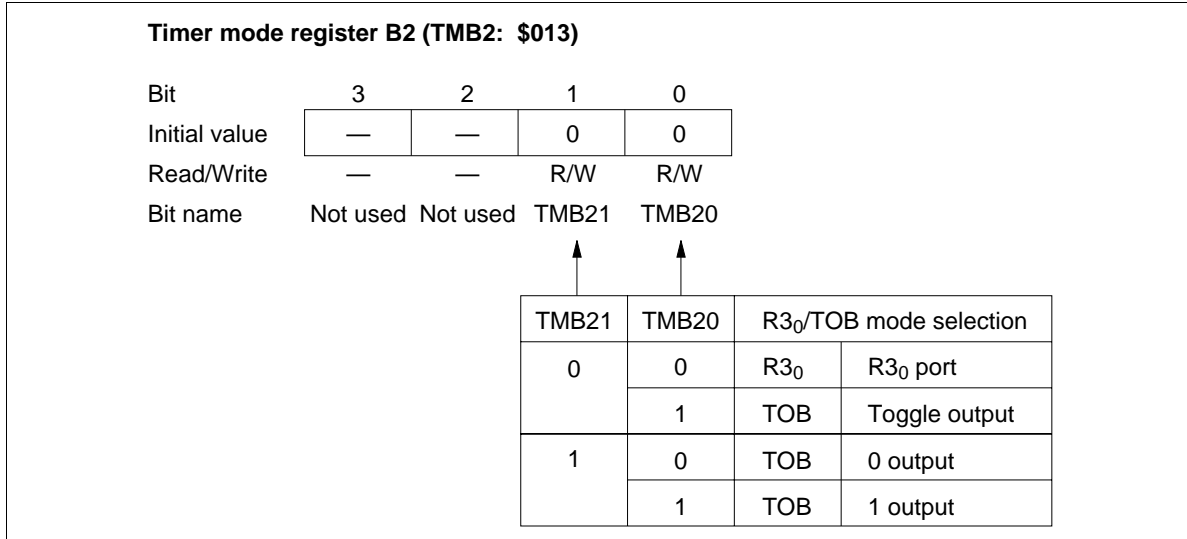 Timer mode register B2 (TMB2: $013)
Bit 3 2 1 0
Initial value — — 0 0
Read/Write — — R/W R/W
Bit name Not used Not used TMB21 TMB20
TMB21 TMB20 R3₀/TOB mode selection
0 0 R3₀ R3₀ port
1 TOB Toggle output
1 0 TOB 0 output
1 TOB 1 output